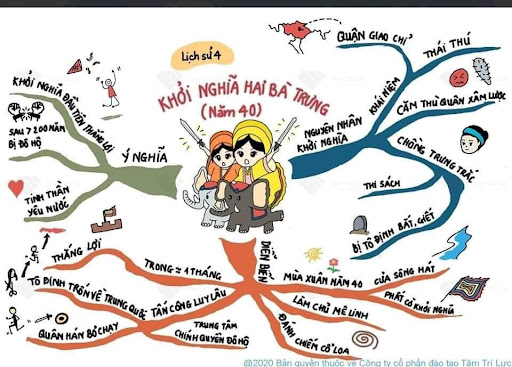 Lịch sử 4
KHỞI NGHĨA HAI BÀ TRƯNG
(Năm 40)
NGUYÊN NHÂN
KHỞI NGHĨA
KHÁI NIỆM
QUẬN GIAO CHỈ
THÁI THÚ
CĂM THÙ QUÂN XÂM LƯỢC
CHỒNG TRƯNG TRẮC
THI SÁCH
BỊ TÔ ĐỊNH BẮT, GIẾT
DIỄN BIẾN
MÙA XUÂN NĂM 40
CỬA SÔNG HÁT
PHẤT CỜ KHỞI NGHĨA
LÀM CHỦ MÊ LINH
ĐÁNH CHIẾM CỔ LOA
TẤN CÔNG LUY LÂU
TRUNG TÂM
CHÍNH QUYỀN ĐÔ HỘ
TÔ ĐỊNH TRỐN VỀ TRUNG QUỐC
QUÂN HÁN BỎ CHẠY
TRONG ≈ 1 THÁNG
THẮNG LỢI
Ý NGHĨA
KHỞI NGHĨA ĐẦU TIÊN THẮNG LỢI
SAU 7 200 NĂM
BỊ ĐÔ HỘ
TINH THẦN
YÊU NƯỚC
@2020 Bản quyền thuộc về Công ty cổ phần đào tạo Tâm Trí Lực